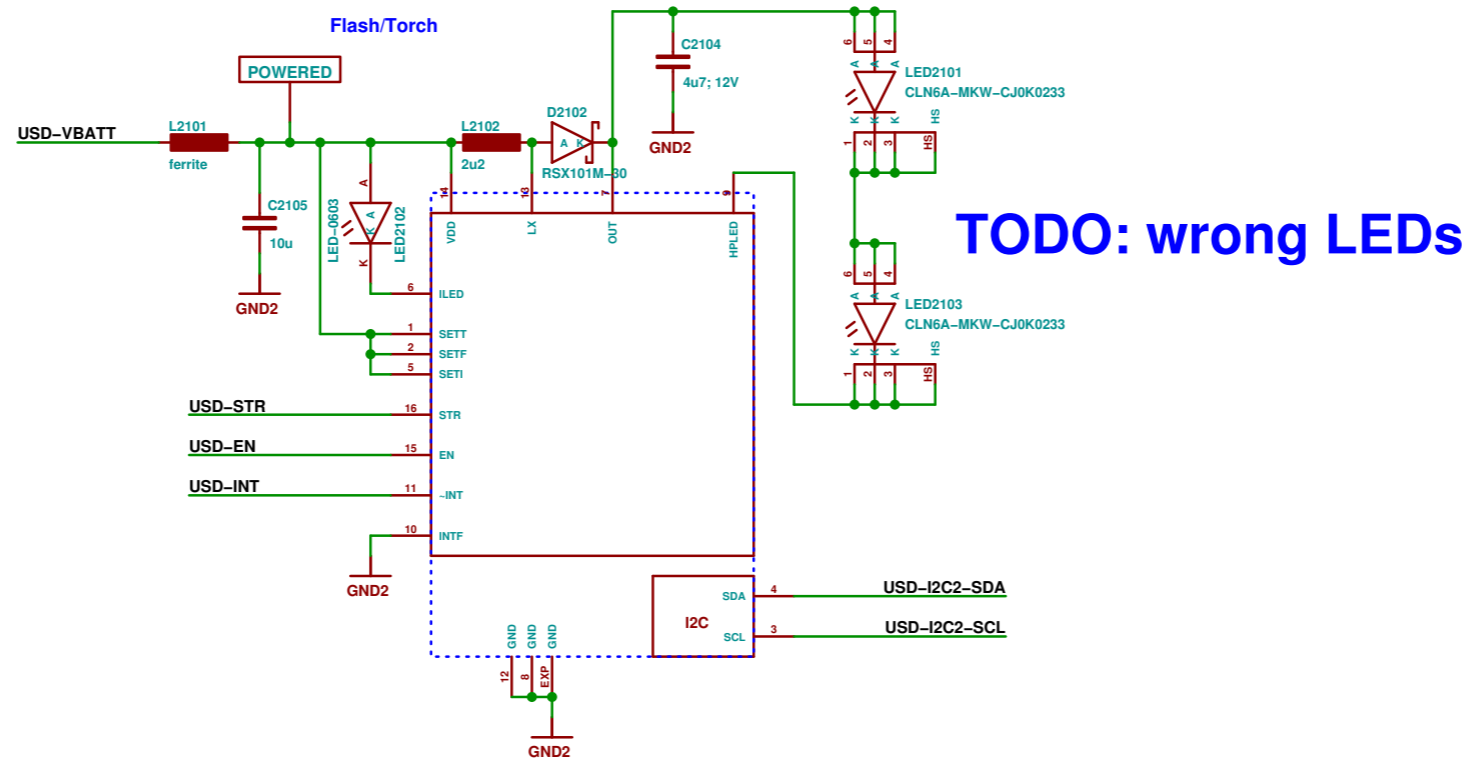 Flash/Torch
POWERED
USD-VBATT
L2101
ferrite
C2105
10u
GND2
LED-0603
A
A
K
K
LED2102
L2102
2u2
D2102
A K
RSX101M-30
C2104
4u7; 12V
GND2
6 5 4
A A A
LED2101
CLN6A-MKW-CJ0K0233
K K K
HS
1 2 3 HS
TODO: wrong LEDs
6 5 4
A A A
LED2103
CLN6A-MKW-CJ0K0233
K K K
HS
1 2 3 HS
14 13 7 9
VDD LX OUT HPLED
6 ILED
1 SETT
2 SETF
5 SETI
USD-STR 16 STR
USD-EN 15 EN
USD-INT 11 ~INT
10 INTF
GND2
I2C
SDA 4 USD-I2C2-SDA
SCL 3 USD-I2C2-SCL
GND GND GND
12 8 EXP
GND2